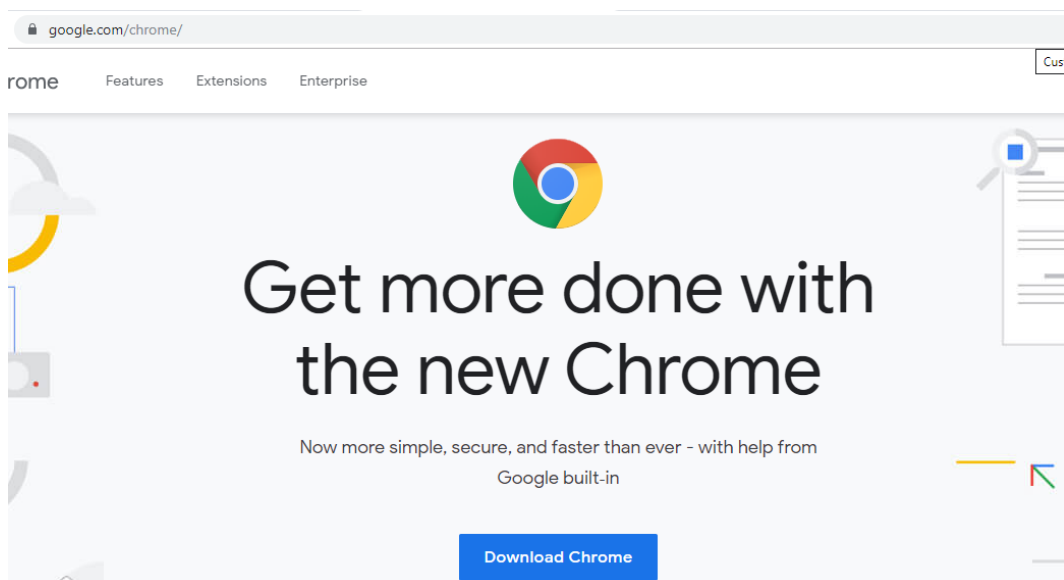 google.com/chrome/
rome Features Extensions Enterprise
Cus
Get more done with
the new Chrome
Now more simple, secure, and faster than ever - with help from
Google built-in
Download Chrome